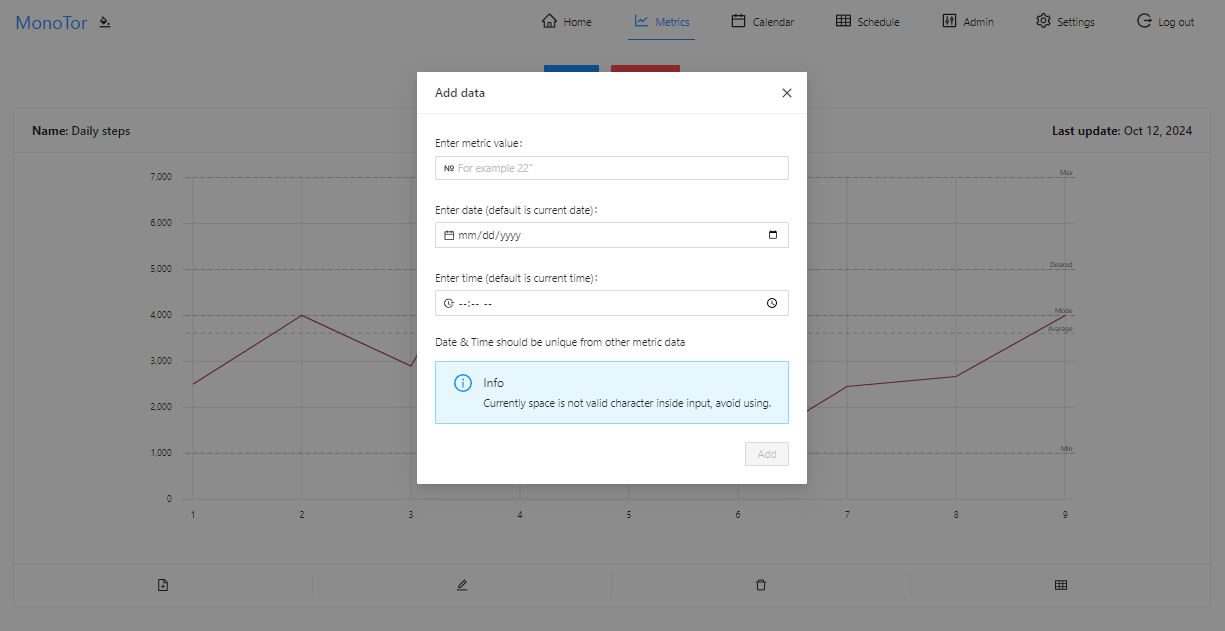 MonoTor
Home
Metrics
Calendar
Schedule
Admin
Settings
Log out
Add data
Name: Daily steps
Last update: Oct 12, 2024
Enter metric value:
№ For example 22"
Enter date (default is current date):
mm/dd/yyyy
Enter time (default is current time):
--:-- --
Date & Time should be unique from other metric data
Info
Currently space is not valid character inside input, avoid using.
Add
7,000
6,000
5,000
4,000
3,000
2,000
1,000
0
Max
Desired
Mode
Average
Min
1 2 3 4 5 6 7 8 9